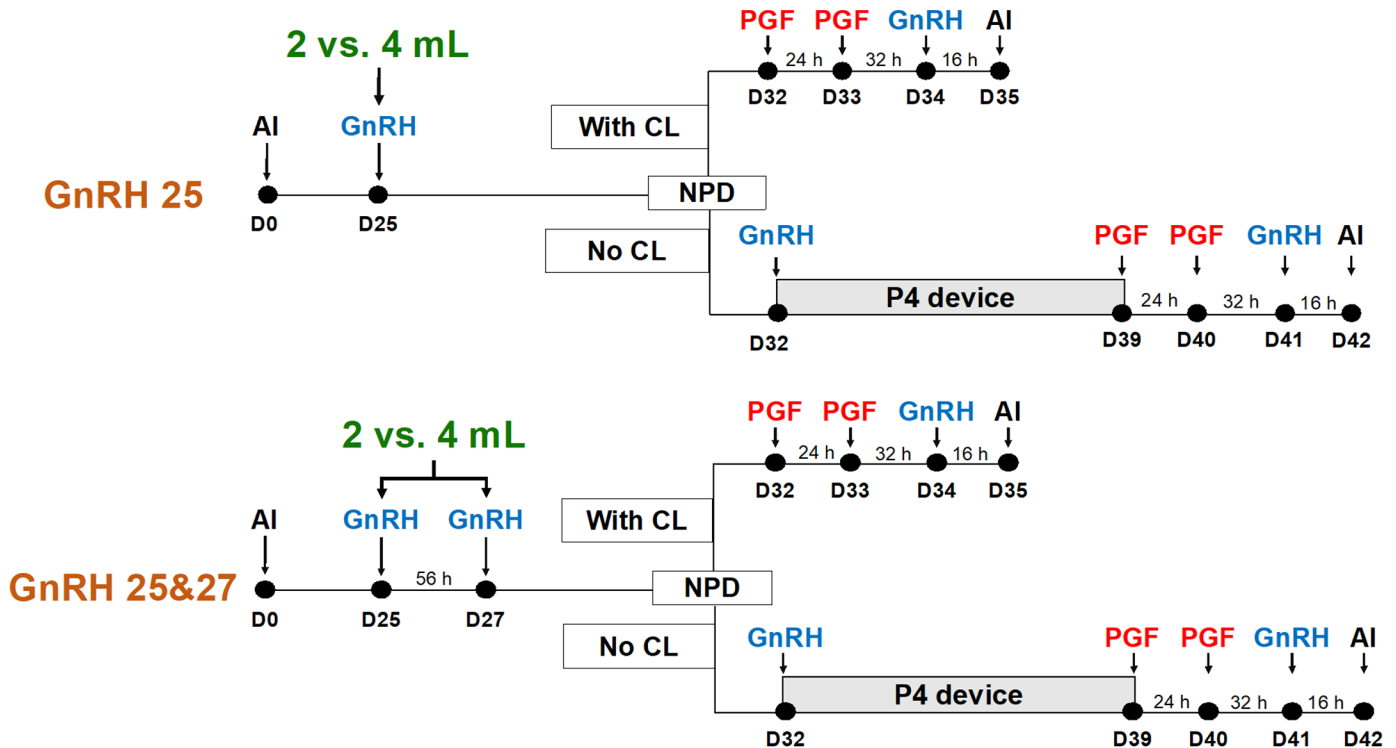 PGF PGF GnRH AI
24 h 32 h 16 h
D32 D33 D34 D35
2 vs. 4 mL
AI GnRH
With CL
GnRH 25
NPD
D0 D25
No CL
GnRH PGF PGF GnRH AI
P4 device
24 h 32 h 16 h
D32 D39 D40 D41 D42
PGF PGF GnRH AI
24 h 32 h 16 h
D32 D33 D34 D35
2 vs. 4 mL
AI GnRH GnRH
With CL
GnRH 25&27
56 h
NPD
D0 D25 D27
No CL
GnRH PGF PGF GnRH AI
P4 device
24 h 32 h 16 h
D32 D39 D40 D41 D42